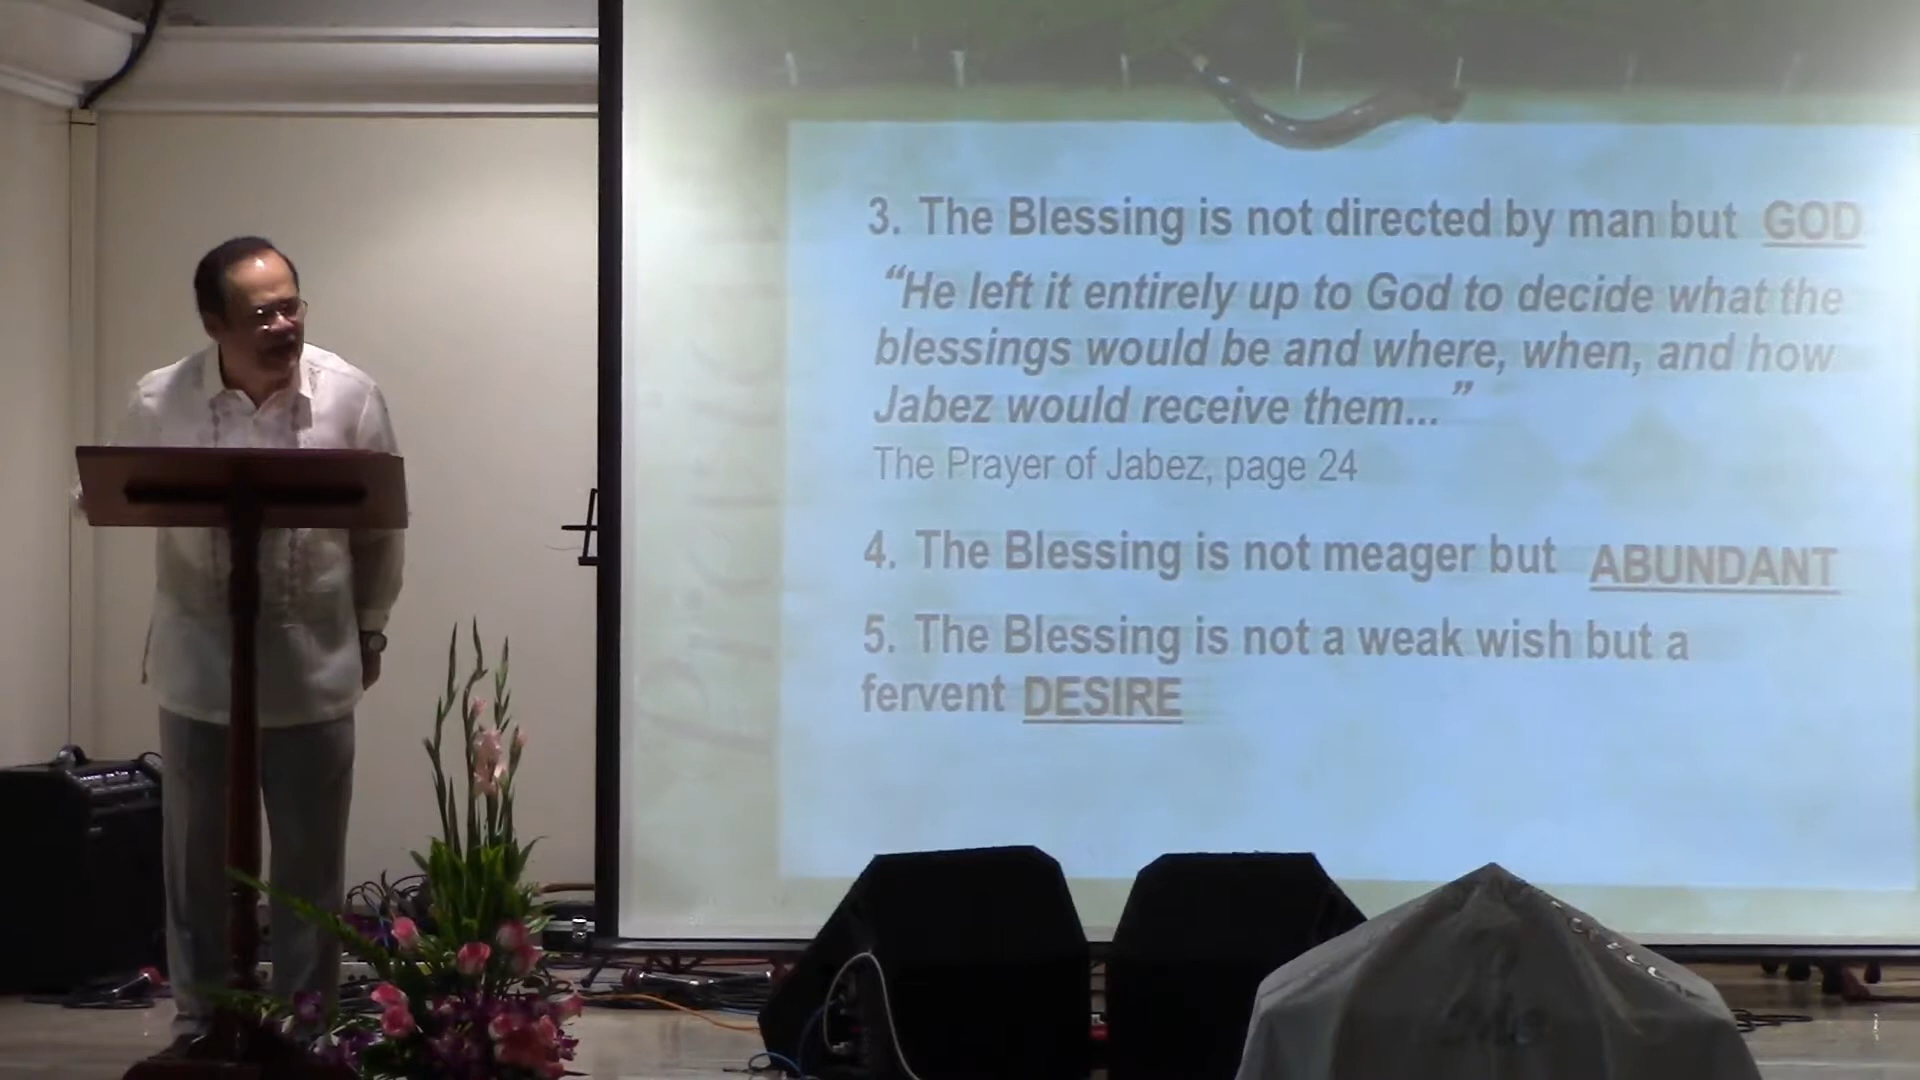 3. The Blessing is not directed by man but GOD
“He left it entirely up to God to decide what the
blessings would be and where, when, and how
Jabez would receive them...”
The Prayer of Jabez, page 24
4. The Blessing is not meager but ABUNDANT
5. The Blessing is not a weak wish but a
fervent DESIRE